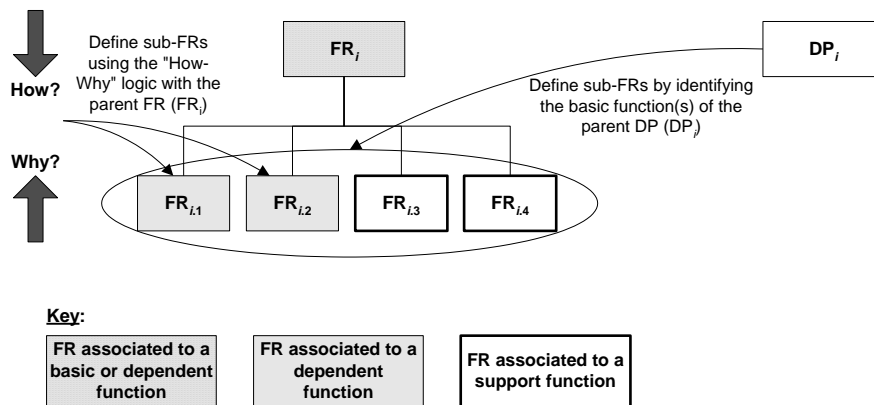 Define sub-FRs
using the "How-
Why" logic with the
parent FR (FRi)
How?
Why?
FRi
DPi
Define sub-FRs by identifying
the basic function(s) of the
parent DP (DPi)
FRi.1
FRi.2
FRi.3
FRi.4
Key:
FR associated to a
basic or dependent
function
FR associated to a
dependent
function
FR associated to a
support function